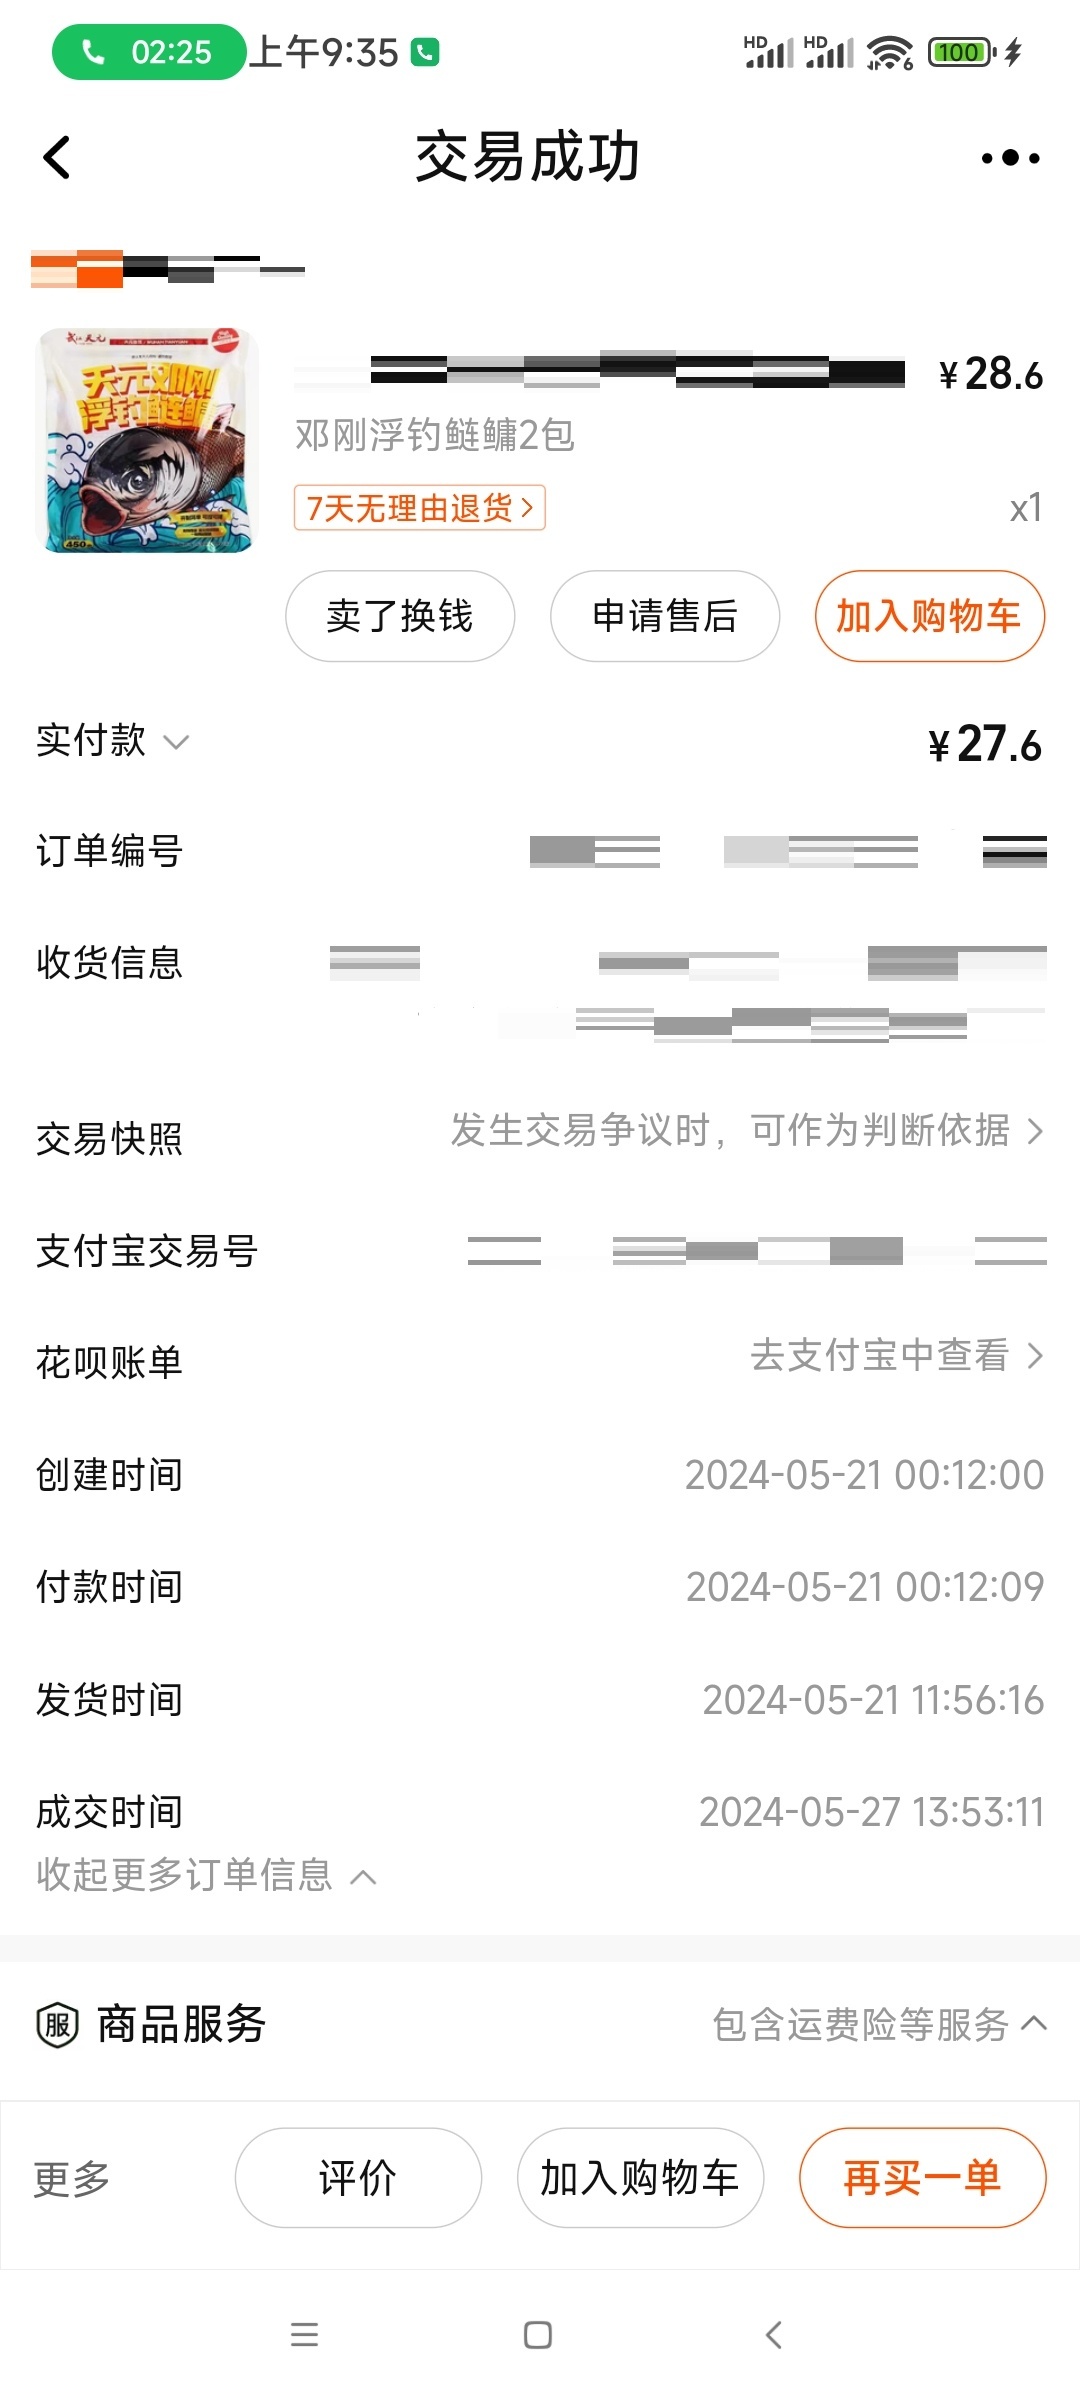 02:25 上午9:35 HD HD 6 100
交易成功
武汉天元
天元邓刚
浮钓鲢鳙
450
¥28.6
邓刚浮钓鲢鳙2包
7天无理由退货
x1
卖了换钱 申请售后 加入购物车
实付款 ¥27.6
订单编号
收货信息
交易快照 发生交易争议时，可作为判断依据
支付宝交易号
花呗账单 去支付宝中查看
创建时间 2024-05-21 00:12:00
付款时间 2024-05-21 00:12:09
发货时间 2024-05-21 11:56:16
成交时间 2024-05-27 13:53:11
收起更多订单信息
服 商品服务 包含运费险等服务
更多 评价 加入购物车 再买一单